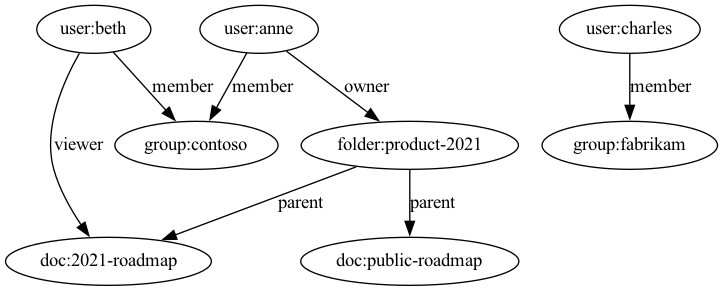 user:beth
user:anne
user:charles
member
member
owner
member
viewer
group:contoso
folder:product-2021
group:fabrikam
parent
parent
doc:2021-roadmap
doc:public-roadmap